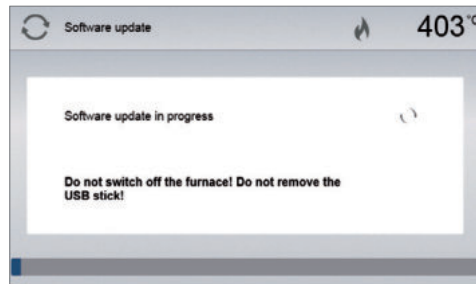 Software update
403°C
Software update in progress
Do not switch off the furnace! Do not remove the
USB stick!